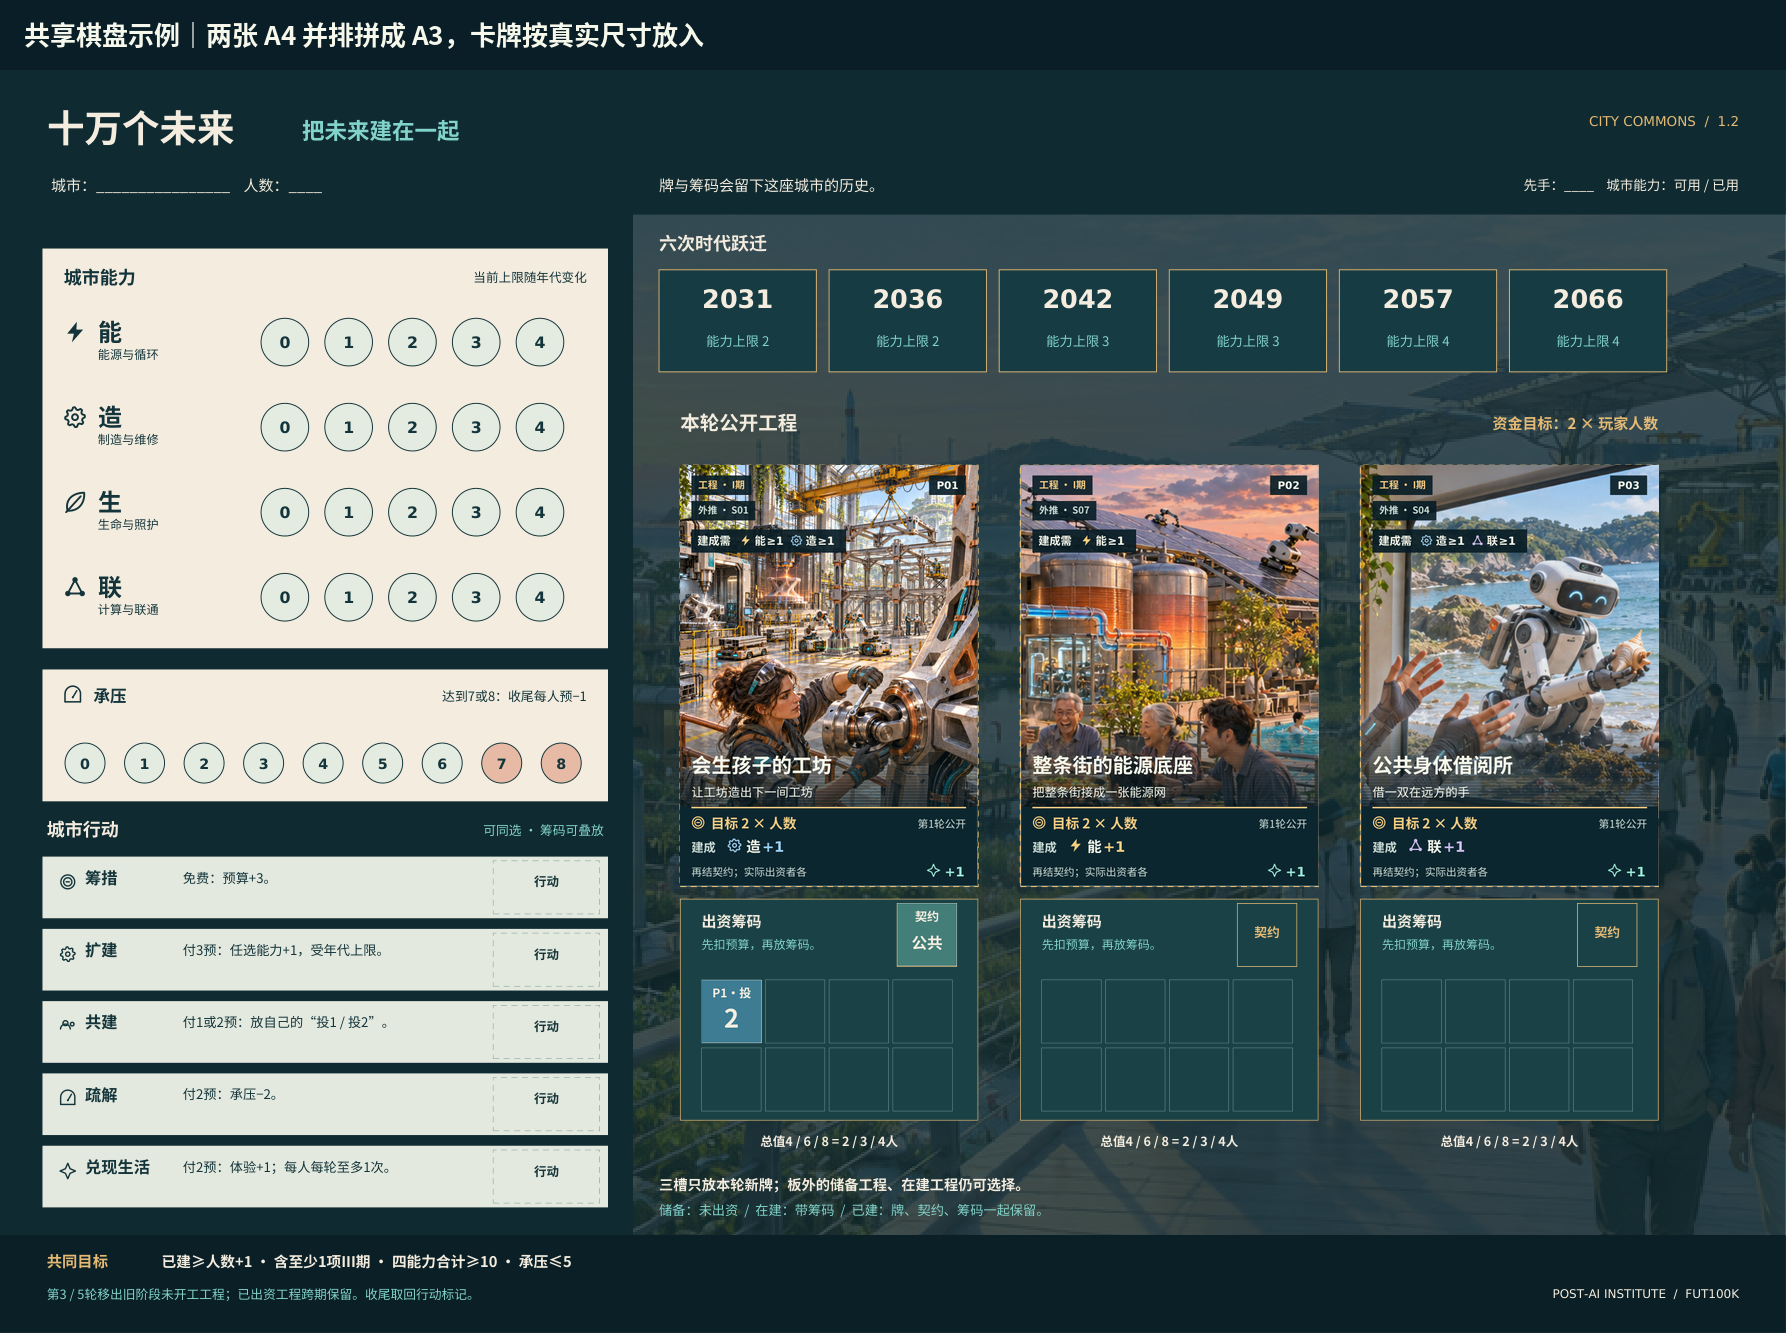 共享棋盘示例｜两张 A4 并排拼成 A3，卡牌按真实尺寸放入
十万个未来
把未来建在一起
CITY COMMONS / 1.2
城市：________________ 人数：____
牌与筹码会留下这座城市的历史。
先手：____ 城市能力：可用 / 已用
城市能力
当前上限随年代变化
能
能源与循环
0 1 2 3 4
造
制造与维修
0 1 2 3 4
生
生命与照护
0 1 2 3 4
联
计算与联通
0 1 2 3 4
承压
达到7或8：收尾每人预−1
0 1 2 3 4 5 6 7 8
城市行动
可同选 · 筹码可叠放
筹措
免费：预算+3。
行动
扩建
付3预：任选能力+1，受年代上限。
行动
共建
付1或2预：放自己的“投1 / 投2”。
行动
疏解
付2预：承压−2。
行动
兑现生活
付2预：体验+1；每人每轮至多1次。
行动
六次时代跃迁
2031
能力上限 2
2036
能力上限 2
2042
能力上限 3
2049
能力上限 3
2057
能力上限 4
2066
能力上限 4
本轮公开工程
资金目标：2 × 玩家人数
工程 · I期
P01
外推 · S01
建成需 能≥1 造≥1
会生孩子的工坊
让工坊造出下一间工坊
目标 2 × 人数
第1轮公开
建成 造+1
再结契约；实际出资者各
+1
工程 · I期
P02
外推 · S07
建成需 能≥1
整条街的能源底座
把整条街接成一张能源网
目标 2 × 人数
第1轮公开
建成 能+1
再结契约；实际出资者各
+1
工程 · I期
P03
外推 · S04
建成需 造≥1 联≥1
公共身体借阅所
借一双在远方的手
目标 2 × 人数
第1轮公开
建成 联+1
再结契约；实际出资者各
+1
出资筹码
先扣预算，再放筹码。
契约
公共
P1·投
2
总值4 / 6 / 8 = 2 / 3 / 4人
出资筹码
先扣预算，再放筹码。
契约
总值4 / 6 / 8 = 2 / 3 / 4人
出资筹码
先扣预算，再放筹码。
契约
总值4 / 6 / 8 = 2 / 3 / 4人
三槽只放本轮新牌；板外的储备工程、在建工程仍可选择。
储备：未出资 / 在建：带筹码 / 已建：牌、契约、筹码一起保留。
共同目标
已建≥人数+1 · 含至少1项III期 · 四能力合计≥10 · 承压≤5
第3 / 5轮移出旧阶段未开工工程；已出资工程跨期保留。收尾取回行动标记。
POST-AI INSTITUTE / FUT100K